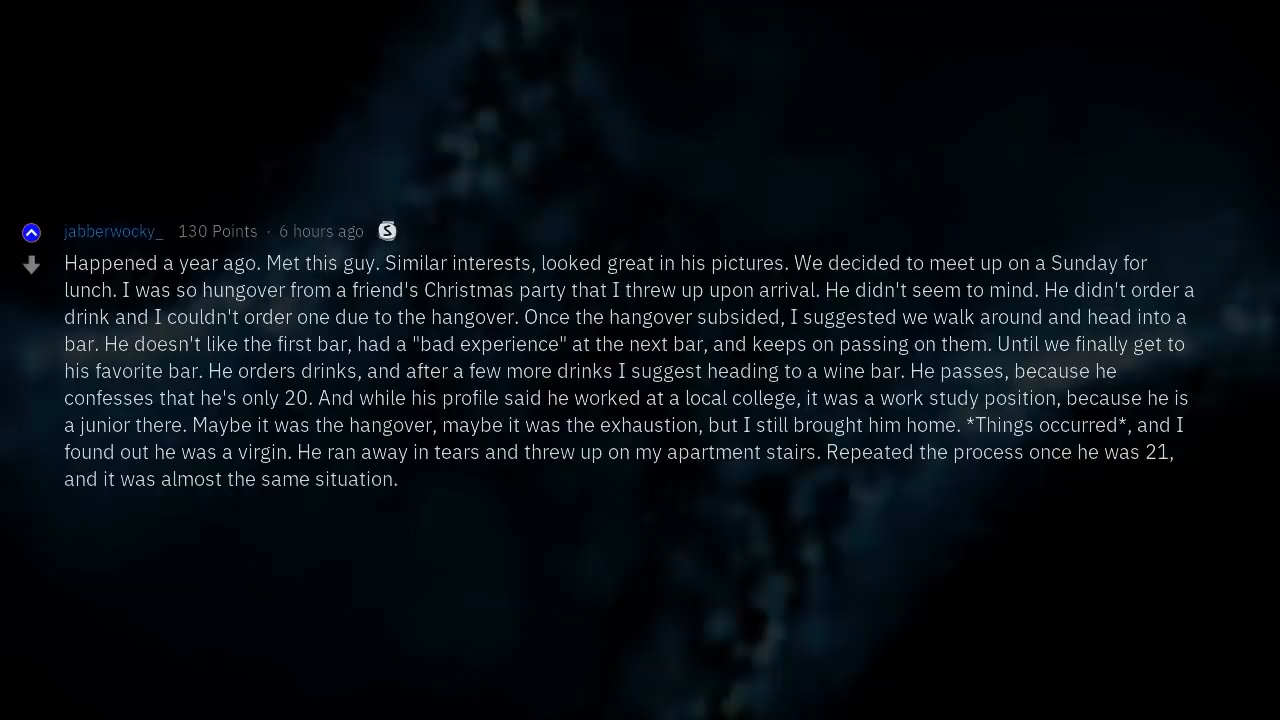 jabberwocky_ 130 Points · 6 hours ago S
Happened a year ago. Met this guy. Similar interests, looked great in his pictures. We decided to meet up on a Sunday for
lunch. I was so hungover from a friend's Christmas party that I threw up upon arrival. He didn't seem to mind. He didn't order a
drink and I couldn't order one due to the hangover. Once the hangover subsided, I suggested we walk around and head into a
bar. He doesn't like the first bar, had a "bad experience" at the next bar, and keeps on passing on them. Until we finally get to
his favorite bar. He orders drinks, and after a few more drinks I suggest heading to a wine bar. He passes, because he
confesses that he's only 20. And while his profile said he worked at a local college, it was a work study position, because he is
a junior there. Maybe it was the hangover, maybe it was the exhaustion, but I still brought him home. *Things occurred*, and I
found out he was a virgin. He ran away in tears and threw up on my apartment stairs. Repeated the process once he was 21,
and it was almost the same situation.